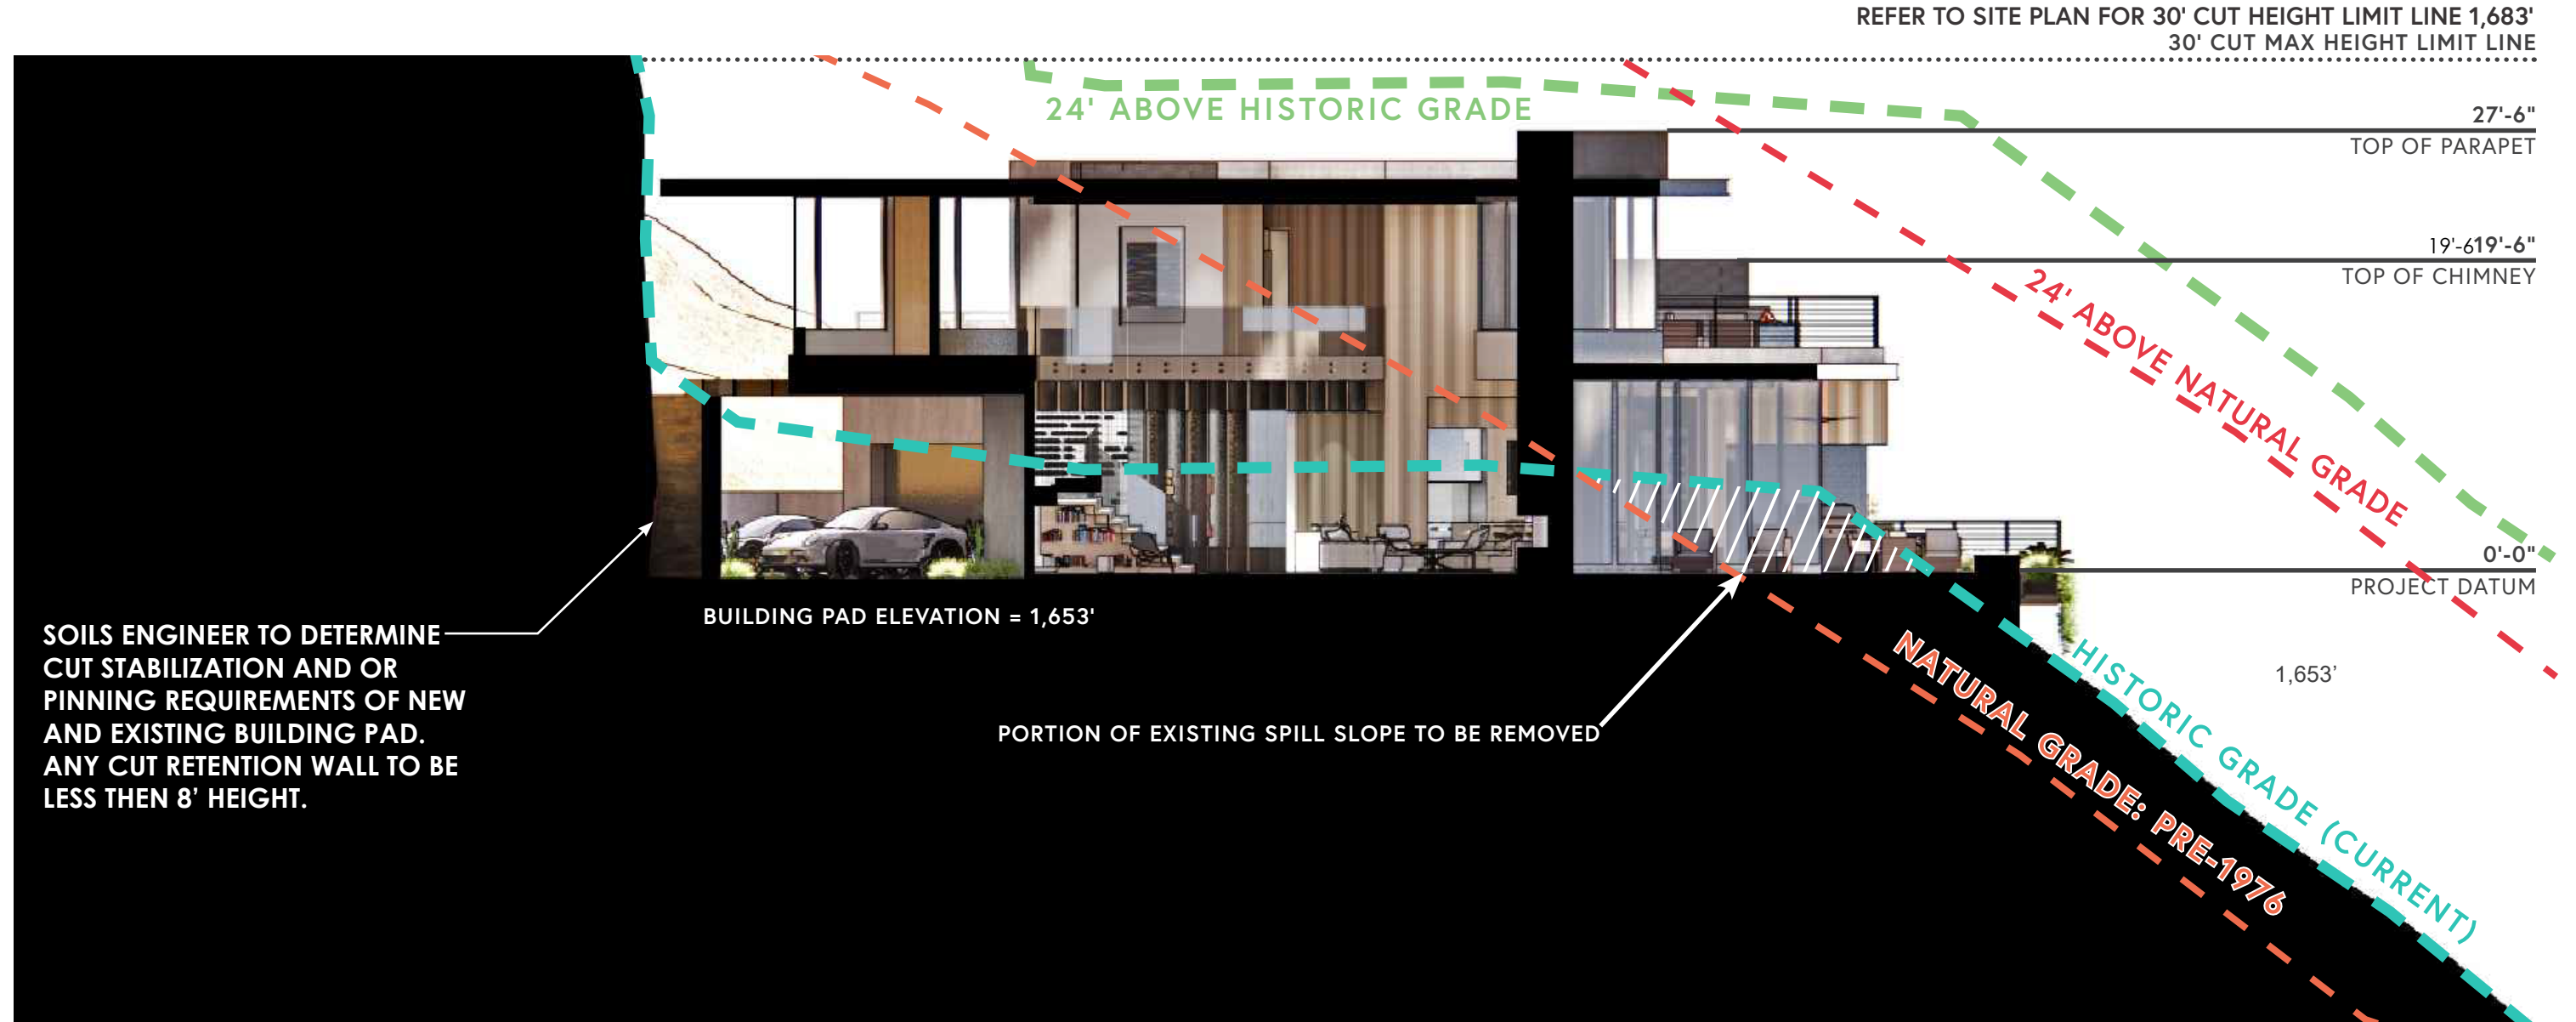 REFER TO SITE PLAN FOR 30' CUT HEIGHT LIMIT LINE 1,683'
30' CUT MAX HEIGHT LIMIT LINE
24' ABOVE HISTORIC GRADE
27'-6"
TOP OF PARAPET
19'-619'-6"
TOP OF CHIMNEY
24' ABOVE NATURAL GRADE
0'-0"
PROJECT DATUM
BUILDING PAD ELEVATION = 1,653'
SOILS ENGINEER TO DETERMINE
CUT STABILIZATION AND OR
PINNING REQUIREMENTS OF NEW
AND EXISTING BUILDING PAD.
ANY CUT RETENTION WALL TO BE
LESS THEN 8’ HEIGHT.
1,653’
PORTION OF EXISTING SPILL SLOPE TO BE REMOVED
HISTORIC GRADE (CURRENT)
NATURAL GRADE: PRE-1976